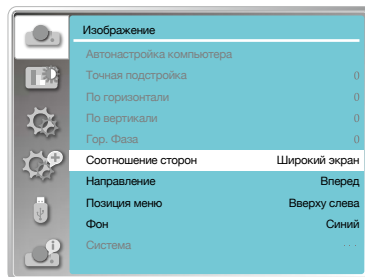 Изображение
Автонастройка компьютера
Точная подстройка 0
По горизонтали 0
По вертикали 0
Гор. Фаза 0
Соотношение сторон Широкий экран
Направление Вперед
Позиция меню Вверху слева
Фон Синий
Система ...